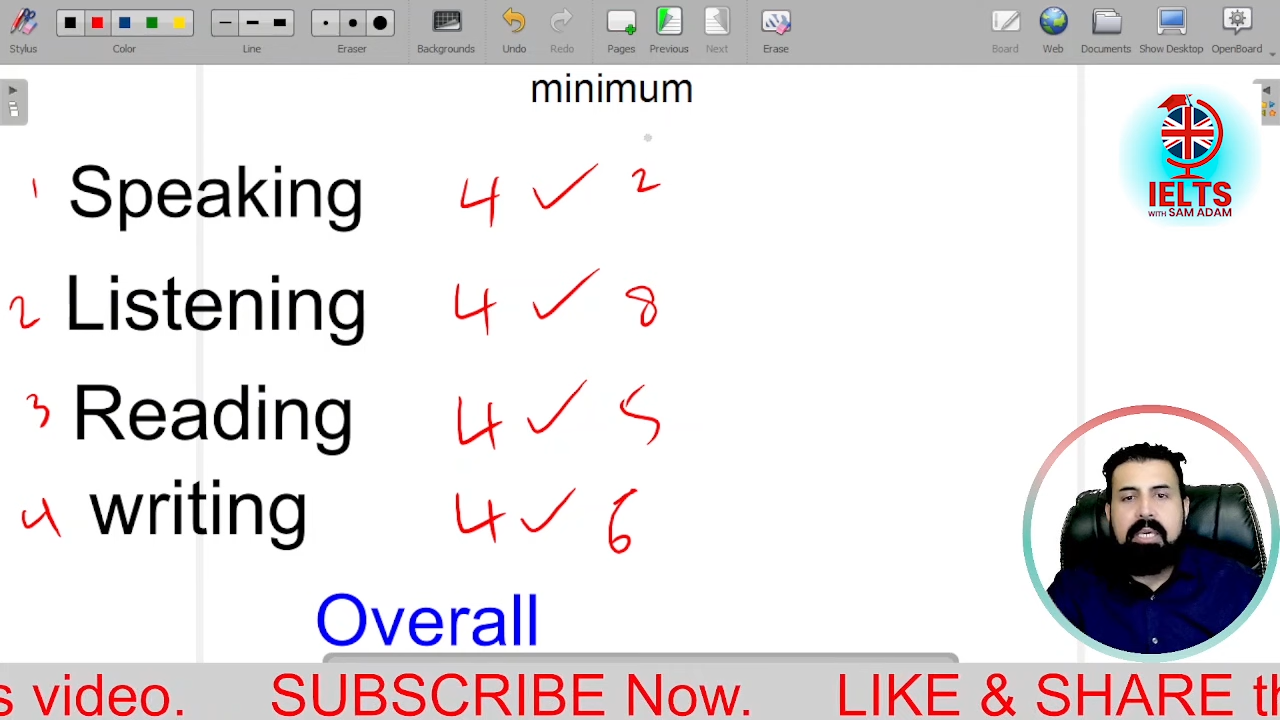 Stylus Color Line Eraser Backgrounds Undo Redo Pages Previous Next Erase Board Web Documents Show Desktop OpenBoard
minimum
IELTS
WITH SAM ADAM
1 Speaking 4 ✓ 2
2 Listening 4 ✓ 8
3 Reading 4 ✓ 5
4 writing 4 ✓ 6
Overall
s video. SUBSCRIBE Now. LIKE & SHARE th